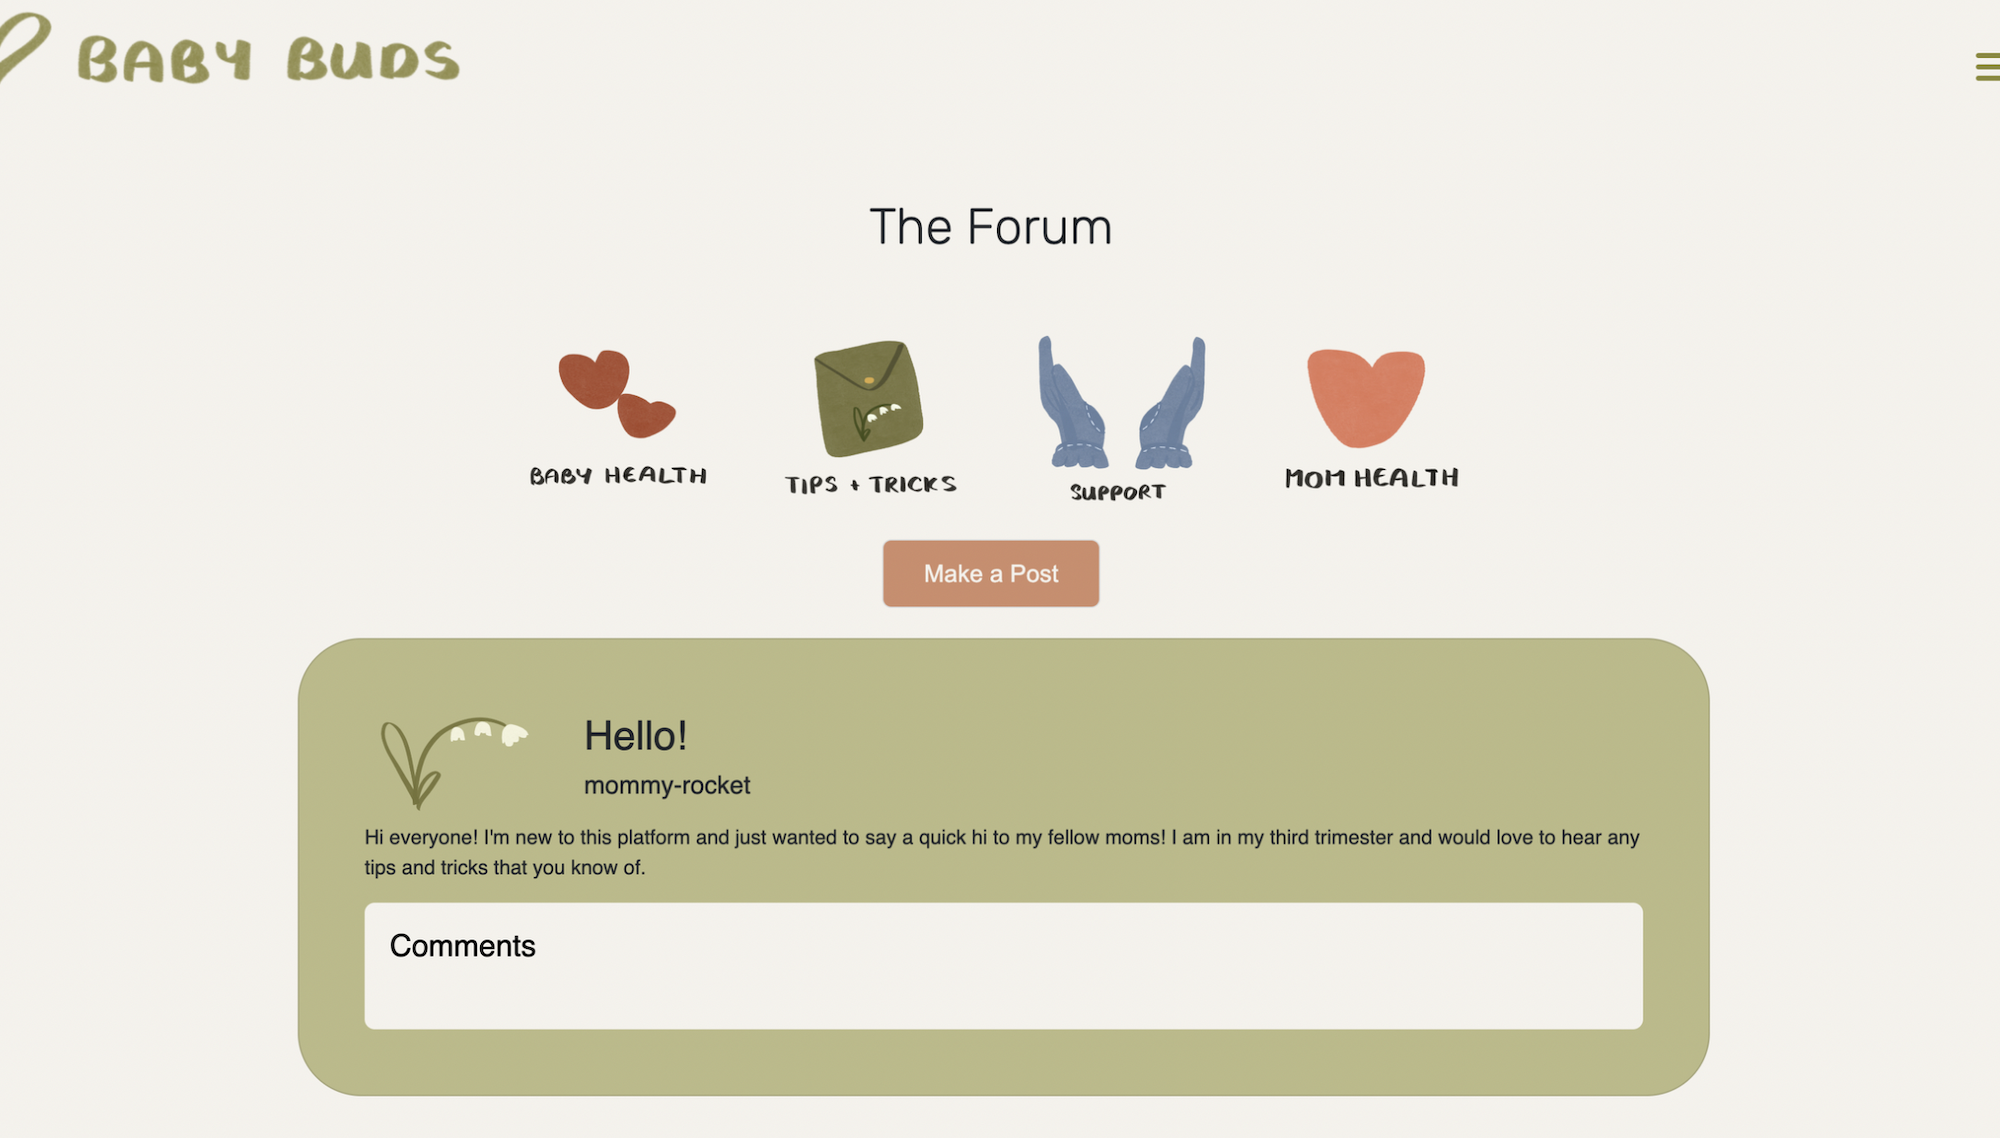 BABY BUDS
The Forum
BABY HEALTH
TIPS + TRICKS
SUPPORT
MOM HEALTH
Make a Post
Hello!
mommy-rocket
Hi everyone! I'm new to this platform and just wanted to say a quick hi to my fellow moms! I am in my third trimester and would love to hear any
tips and tricks that you know of.
Comments